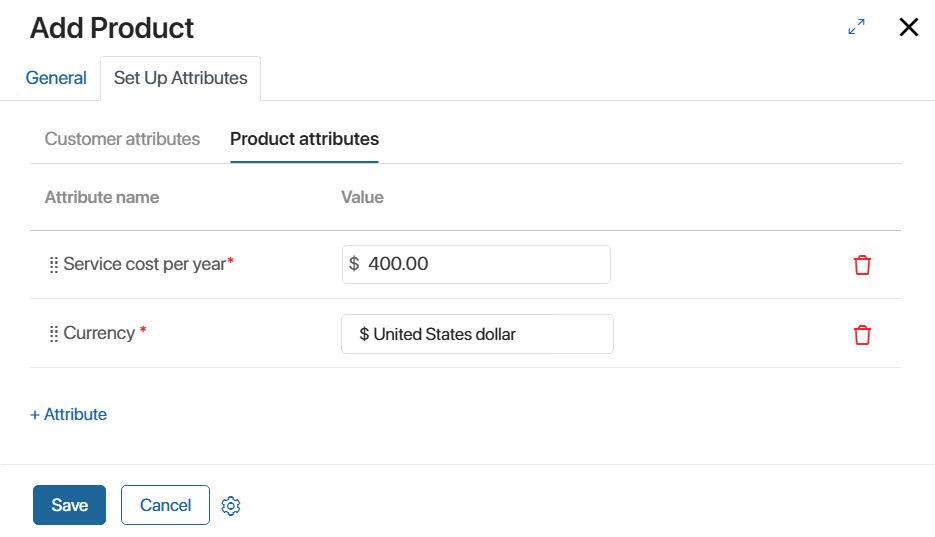 Add Product
General Set Up Attributes
Customer attributes Product attributes
Attribute name Value
Service cost per year* $ 400.00
Currency * $ United States dollar
+ Attribute
Save Cancel